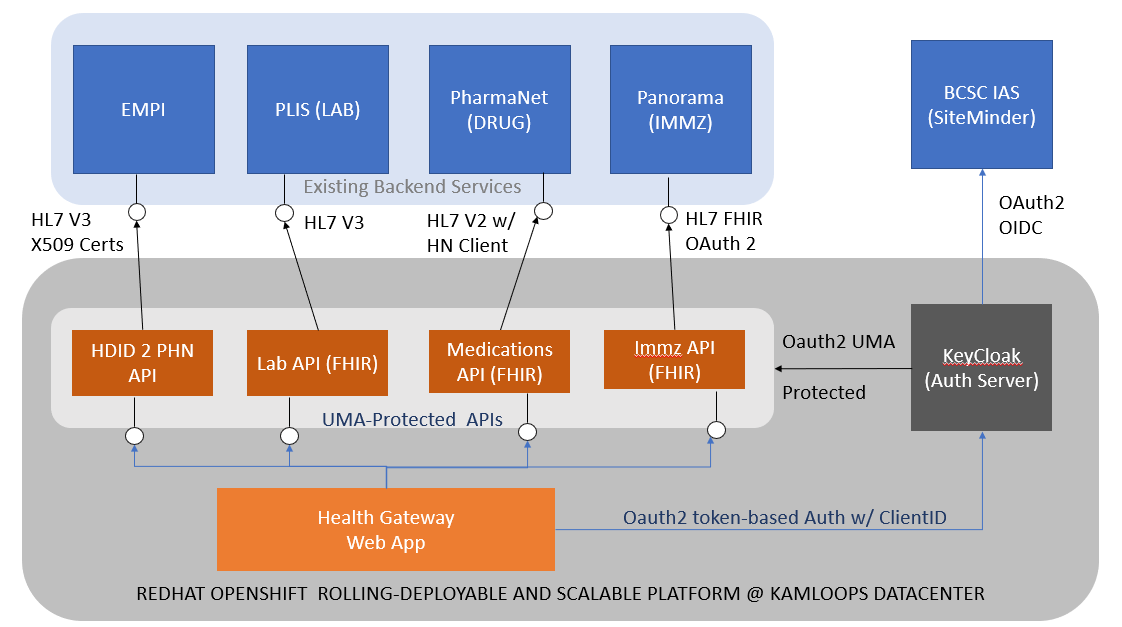 EMPI
PLIS (LAB)
PharmaNet
(DRUG)
Panorama
(IMMZ)
BCSC IAS
(SiteMinder)
Existing Backend Services
HL7 V3
X509 Certs
HL7 V3
HL7 V2 w/
HN Client
HL7 FHIR
OAuth 2
OAuth2
OIDC
HDID 2 PHN
API
Lab API (FHIR)
Medications
API (FHIR)
Immz API
(FHIR)
Oauth2 UMA
Protected
KeyCloak
(Auth Server)
UMA-Protected  APIs
Health Gateway
Web App
Oauth2 token-based Auth w/ ClientID
REDHAT OPENSHIFT  ROLLING-DEPLOYABLE AND SCALABLE PLATFORM @ KAMLOOPS DATACENTER